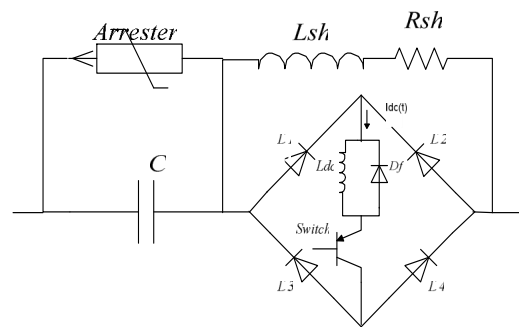 Arrester
Lsh
Rsh
Idc(t)
L1
L2
Ldc
Df
C
Switch
L3
L4